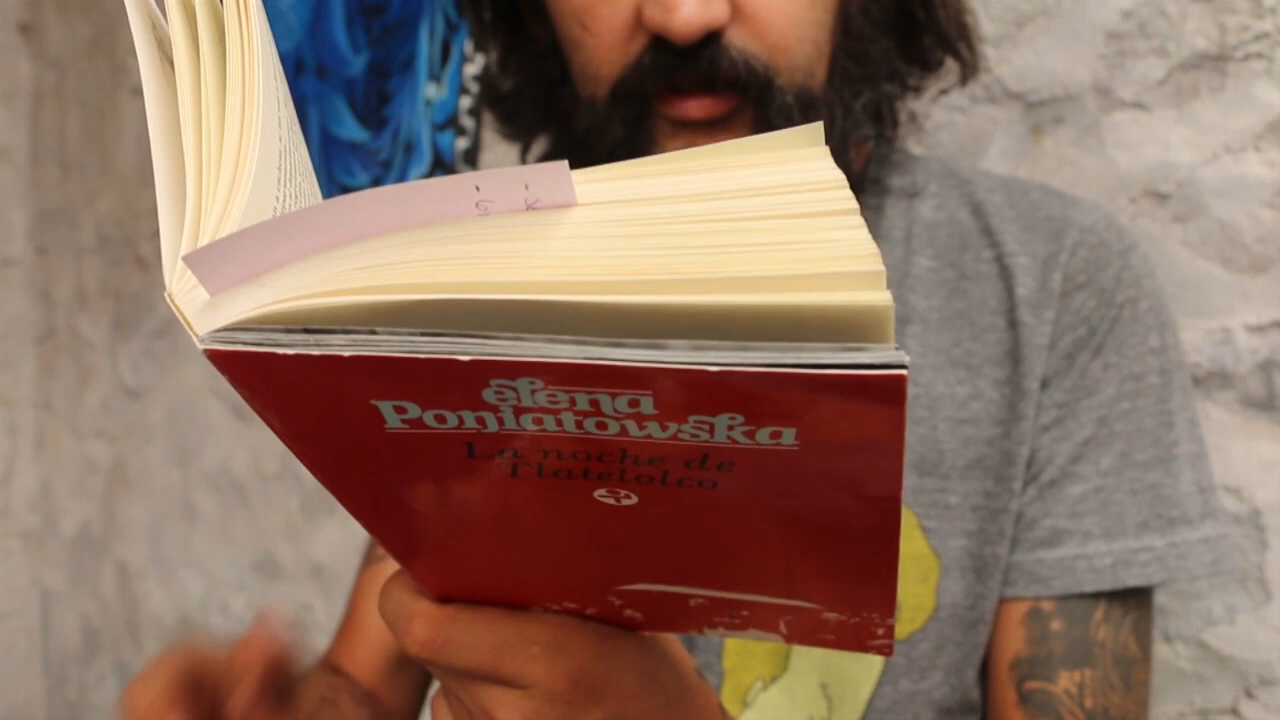 elena
Poniatowska
La noche de
Tlatelolco